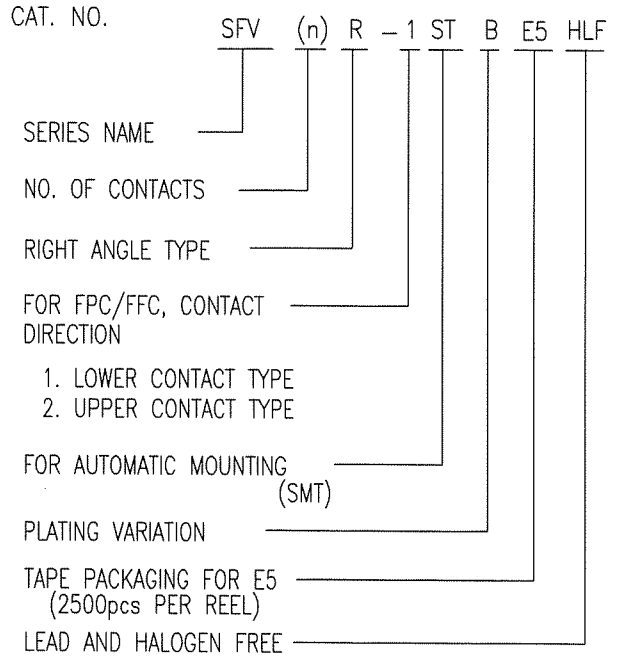 CAT. NO.
SFV (n) R – 1 ST B E5 HLF
SERIES NAME
NO. OF CONTACTS
RIGHT ANGLE TYPE
FOR FPC/FFC, CONTACT
DIRECTION
1. LOWER CONTACT TYPE
2. UPPER CONTACT TYPE
FOR AUTOMATIC MOUNTING
(SMT)
PLATING VARIATION
TAPE PACKAGING FOR E5
(2500pcs PER REEL)
LEAD AND HALOGEN FREE